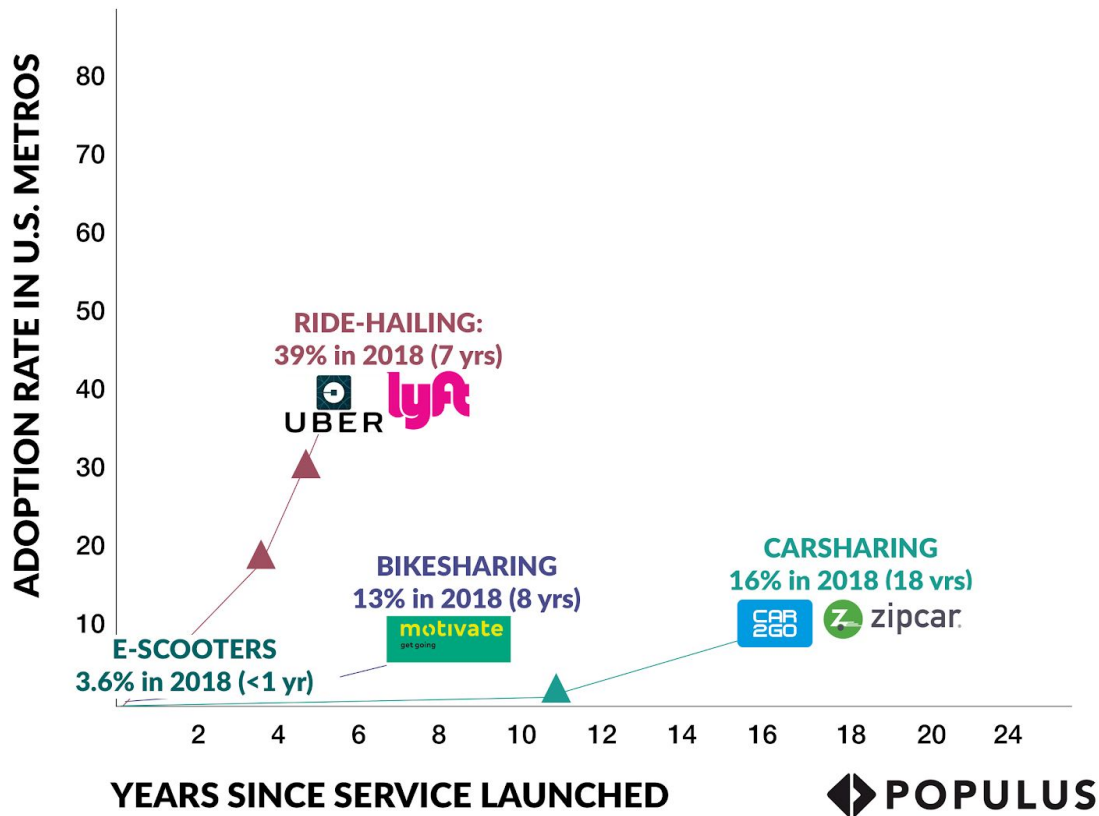 ADOPTION RATE IN U.S. METROS
80
70
60
50
40
30
20
10
RIDE-HAILING:
39% in 2018 (7 yrs)
UBER
lyft
BIKESHARING
13% in 2018 (8 yrs)
motivate
get going
CARSHARING
16% in 2018 (18 yrs)
CAR
2GO
Z
zipcar
E-SCOOTERS
3.6% in 2018 (<1 yr)
2 4 6 8 10 12 14 16 18 20 24
YEARS SINCE SERVICE LAUNCHED
POPULUS